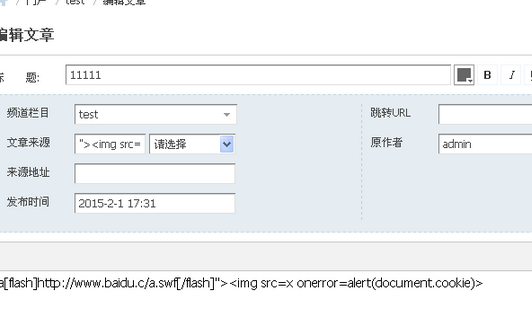 / 门户 / test / 编辑文章
编辑文章
标 题: 11111 B I
频道栏目 test 跳转URL
文章来源 "><img src= 请选择 原作者 admin
来源地址
发布时间 2015-2-1 17:31
a[flash]http://www.baidu.c/a.swf[/flash]"><img src=x onerror=alert(document.cookie)>